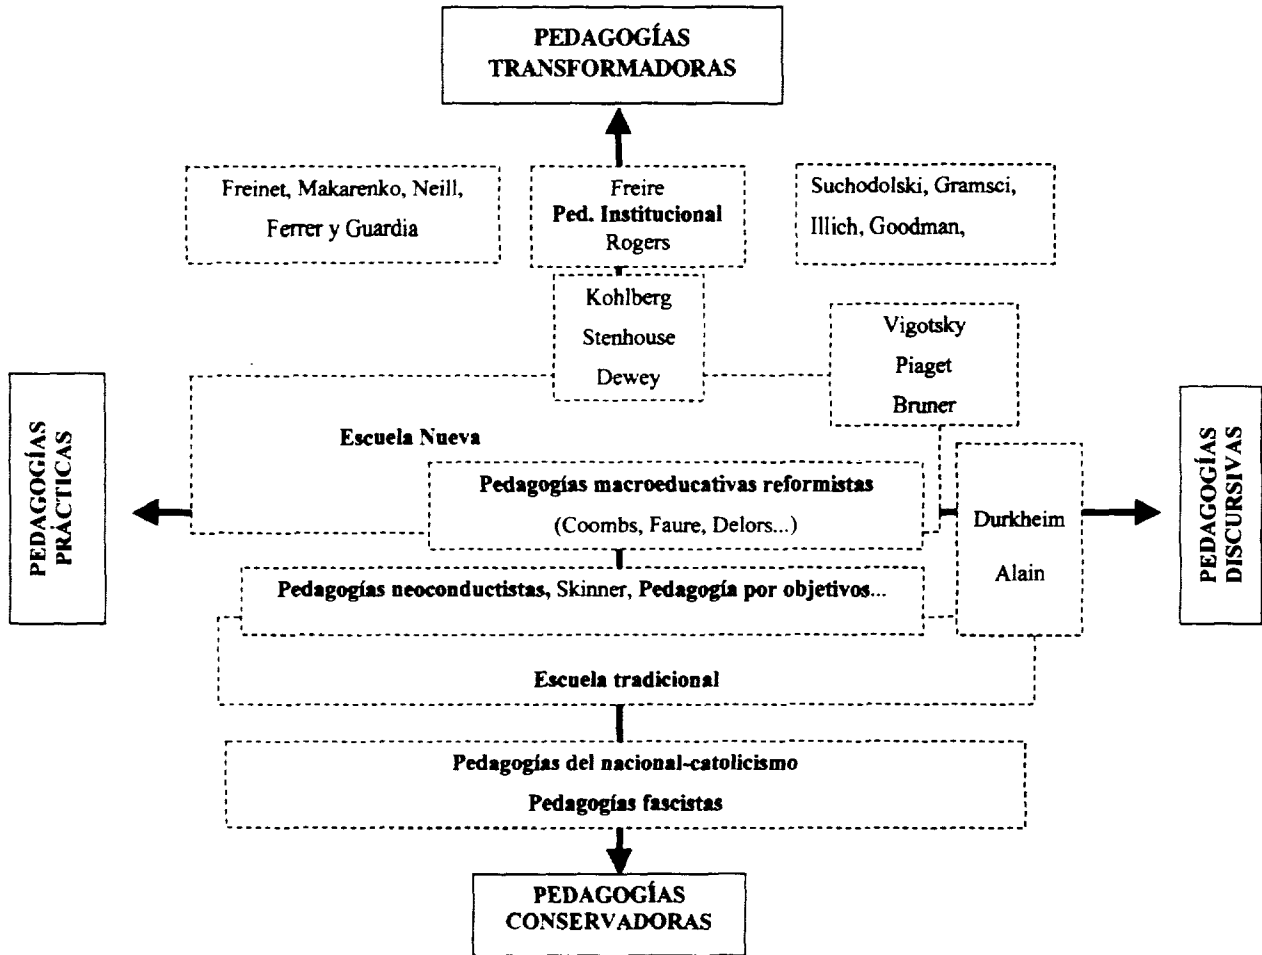 PEDAGOGÍAS
TRANSFORMADORAS
Freinet, Makarenko, Neill,
Ferrer y Guardia
Freire
Ped. Institucional
Rogers
Suchodolski, Gramsci,
Illich, Goodman,
Kohlberg
Stenhouse
Dewey
Vigotsky
Piaget
Bruner
PEDAGOGÍAS
PRÁCTICAS
Escuela Nueva
Pedagogías macroeducativas reformistas
(Coombs, Faure, Delors...)
Durkheim
Alain
PEDAGOGÍAS
DISCURSIVAS
Pedagogías neoconductistas, Skinner, Pedagogía por objetivos...
Escuela tradicional
Pedagogías del nacional-catolicismo
Pedagogías fascistas
PEDAGOGÍAS
CONSERVADORAS